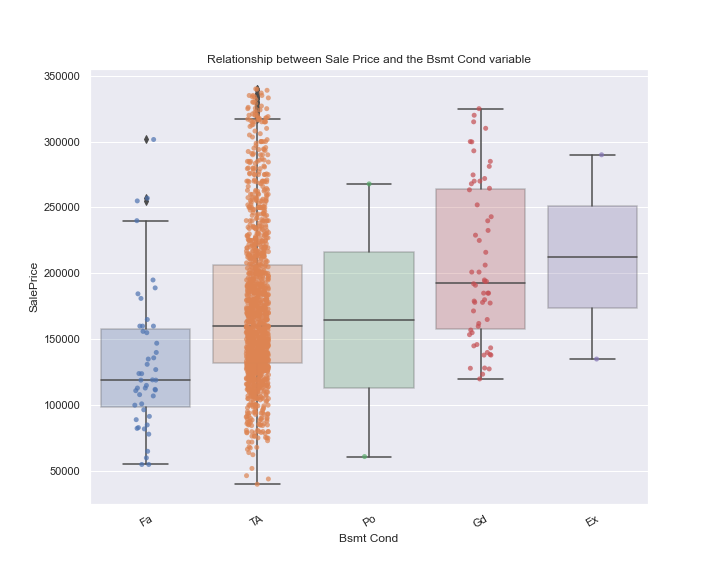 Relationship between Sale Price and the Bsmt Cond variable
350000
300000
250000
200000
150000
100000
50000
SalePrice
Fa
TA
Po
Gd
Ex
Bsmt Cond